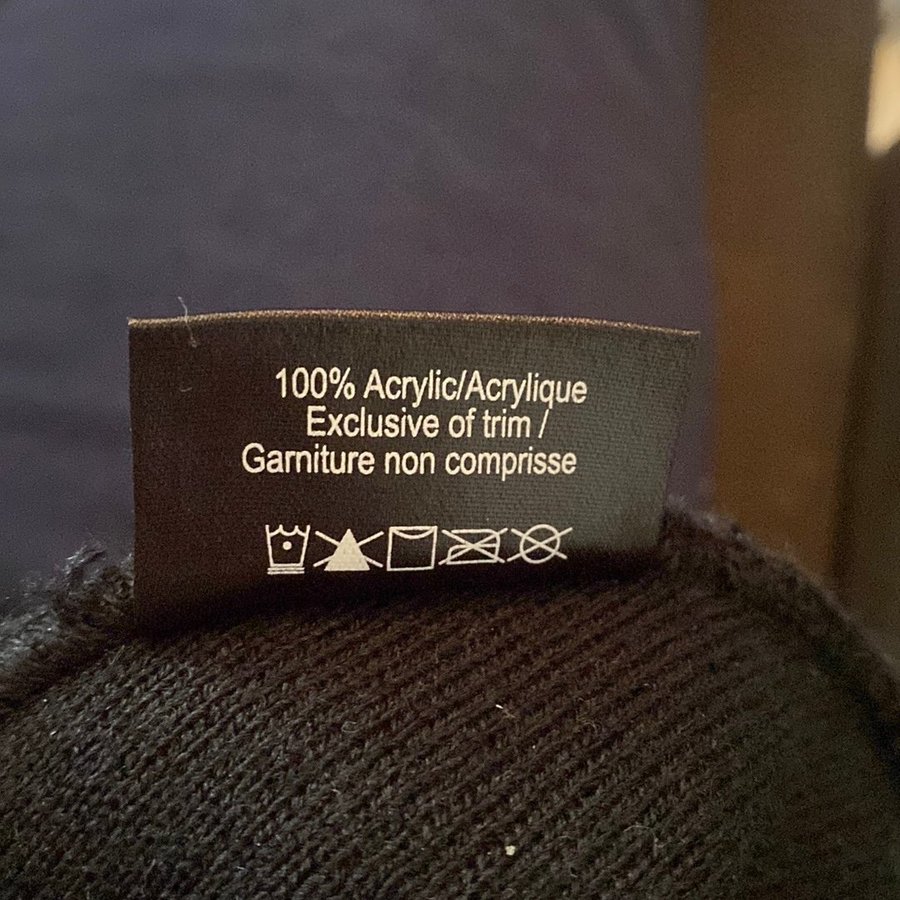 100% Acrylic/Acrylique
Exclusive of trim /
Garniture non comprisse